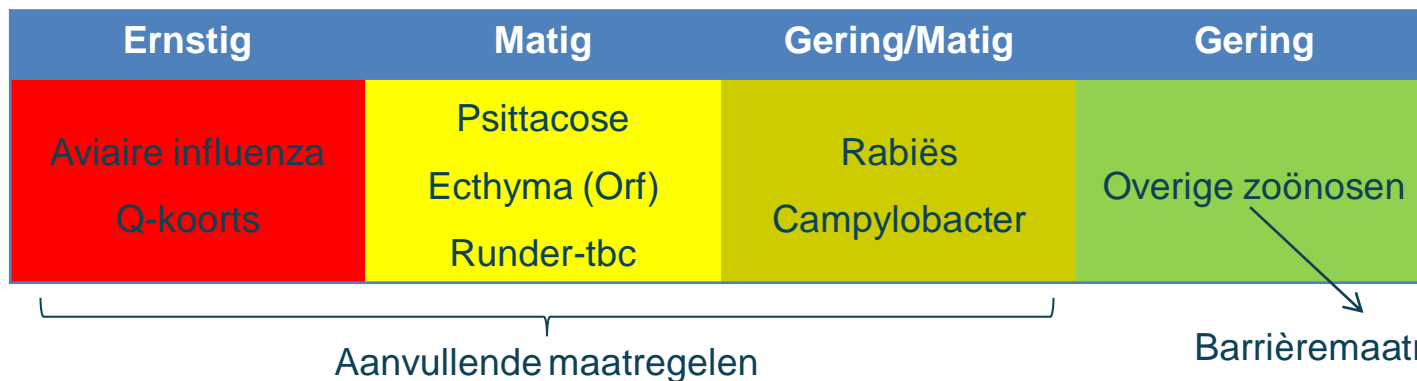 Ernstig Matig Gering/Matig Gering
Aviaire influenza
Q-koorts
Psittacose
Ecthyma (Orf)
Runder-tbc
Rabiës
Campylobacter
Overige zoönosen
Aanvullende maatregelen